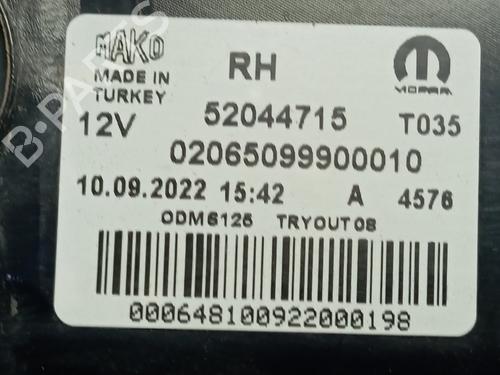 MAKO
RH
MOPAR
MADE IN
TURKEY
12V
52044715
T035
02065099900010
10.09.2022 15:42
A
4576
ODM6126 TRYOUT08
000648100922000198
B-PARTS